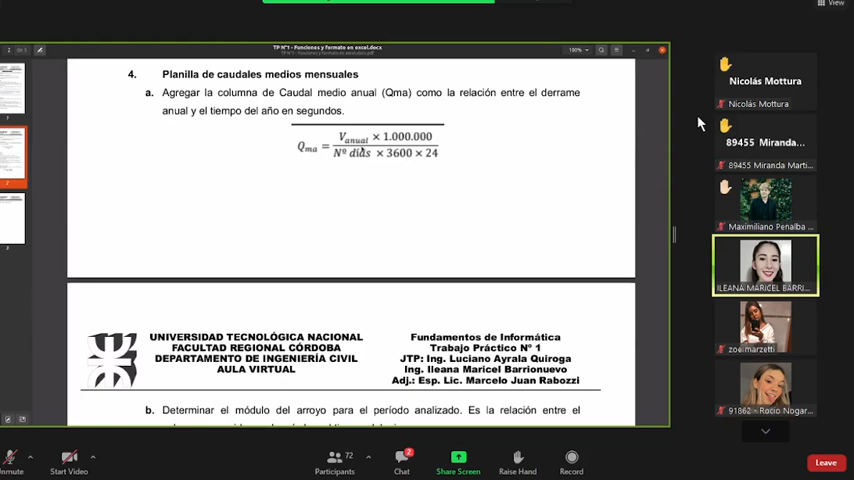 View
TP N°1 - Funciones y formato en excel.docx
100%
4. Planilla de caudales medios mensuales
a. Agregar la columna de Caudal medio anual (Qma) como la relación entre el derrame
anual y el tiempo del año en segundos.
Qma = Vanual × 1.000.000
Nº días × 3600 × 24
UNIVERSIDAD TECNOLÓGICA NACIONAL
FACULTAD REGIONAL CÓRDOBA
DEPARTAMENTO DE INGENIERÍA CIVIL
AULA VIRTUAL
Fundamentos de Informática
Trabajo Práctico Nº 1
JTP: Ing. Luciano Ayrala Quiroga
Ing. Ileana Maricel Barrionuevo
Adj.: Esp. Lic. Marcelo Juan Rabozzi
b. Determinar el módulo del arroyo para el período analizado. Es la relación entre el
Nicolás Mottura
Nicolás Mottura
89455 Miranda...
89455 Miranda Marti...
Maximiliano Penalba ...
ILEANA MARICEL BARRI...
zoe marzetti
91862 - Rocio Nogar...
Unmute
Start Video
72
Participants
2
Chat
Share Screen
Raise Hand
Record
Leave